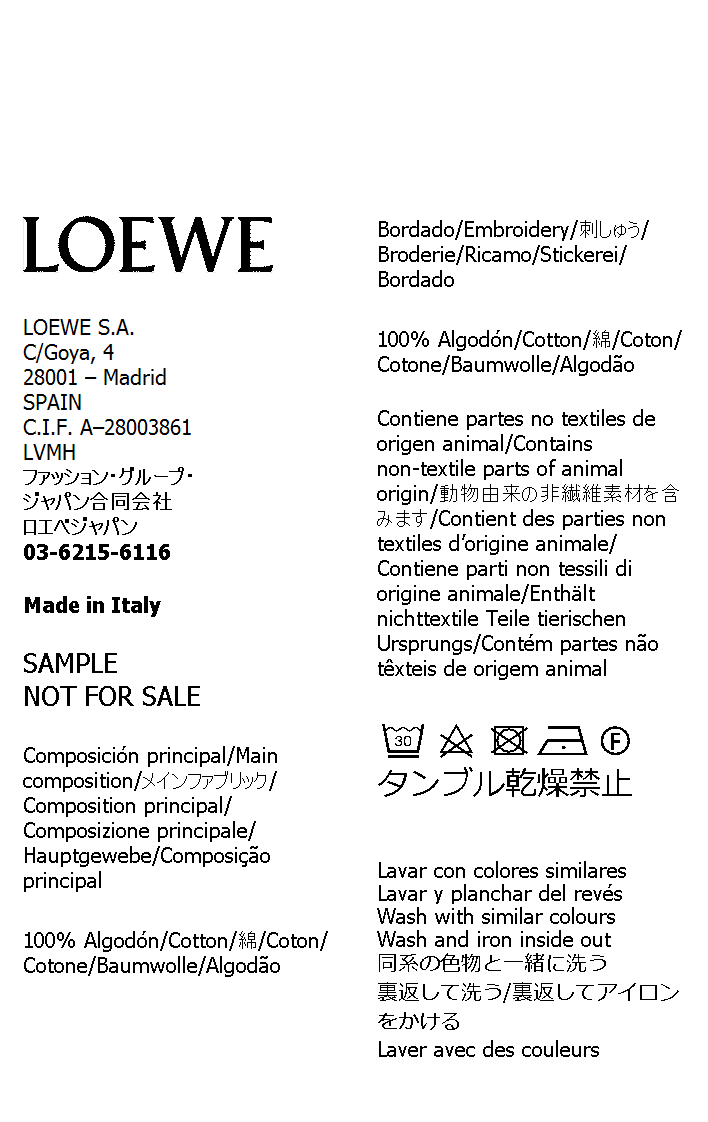 LOEWE
LOEWE S.A.
C/Goya, 4
28001 – Madrid
SPAIN
C.I.F. A–28003861
LVMH
ファッション・グループ・
ジャパン合同会社
ロエベジャパン
03-6215-6116
Made in Italy
SAMPLE
NOT FOR SALE
Composición principal/Main
composition/メインファブリック/
Composition principal/
Composizione principale/
Hauptgewebe/Composição
principal
100% Algodón/Cotton/綿/Coton/
Cotone/Baumwolle/Algodão
Bordado/Embroidery/刺しゅう/
Broderie/Ricamo/Stickerei/
Bordado
100% Algodón/Cotton/綿/Coton/
Cotone/Baumwolle/Algodão
Contiene partes no textiles de
origen animal/Contains
non-textile parts of animal
origin/動物由来の非繊維素材を含
みます/Contient des parties non
textiles d’origine animale/
Contiene parti non tessili di
origine animale/Enthält
nichttextile Teile tierischen
Ursprungs/Contém partes não
têxteis de origem animal
30 F
タンブル乾燥禁止
Lavar con colores similares
Lavar y planchar del revés
Wash with similar colours
Wash and iron inside out
同系の色物と一緒に洗う
裏返して洗う/裏返してアイロン
をかける
Laver avec des couleurs